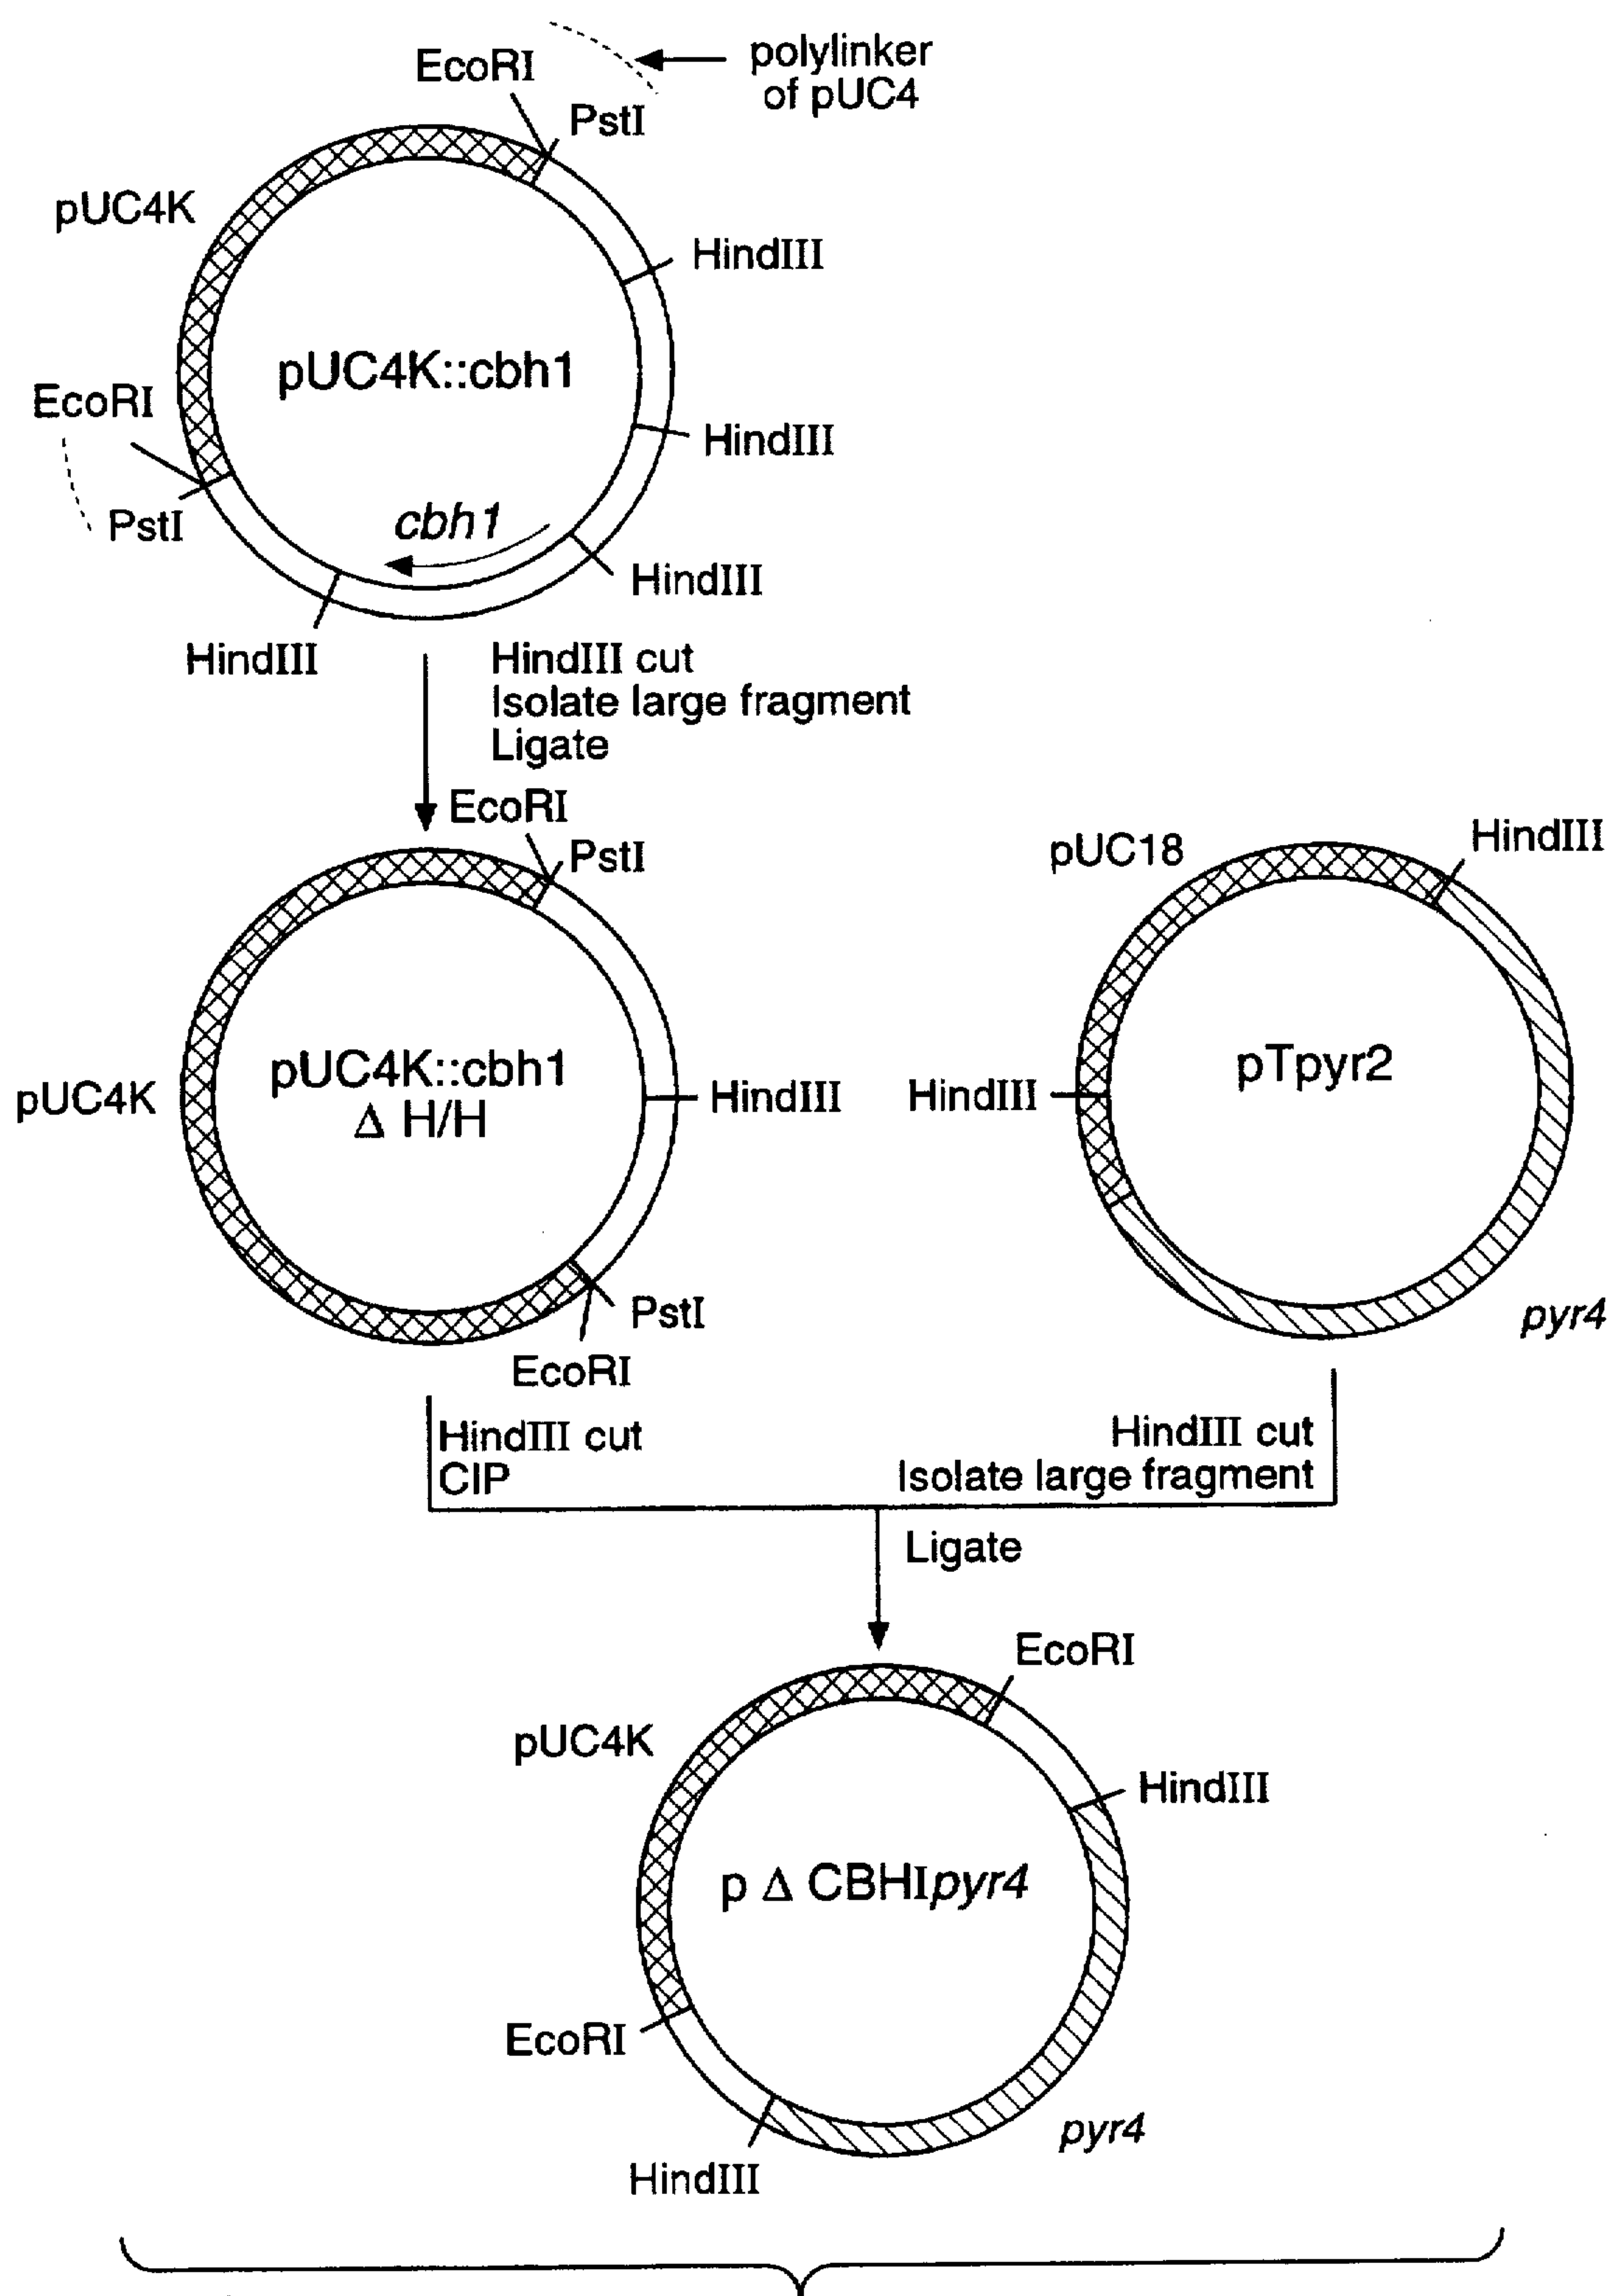 polylinker
of pUC4
EcoRI
PstI
pUC4K
HindIII
pUC4K::cbh1
EcoRI
HindIII
PstI
cbh1
HindIII
HindIII
HindIII cut
Isolate large fragment
Ligate
EcoRI
PstI
pUC4K::cbh1
Δ H/H
pUC4K
HindIII
PstI
EcoRI
pUC18
HindIII
pTpyr2
HindIII
pyr4
HindIII cut
CIP
HindIII cut
Isolate large fragment
Ligate
EcoRI
pUC4K
HindIII
p Δ CBHIpyr4
EcoRI
pyr4
HindIII